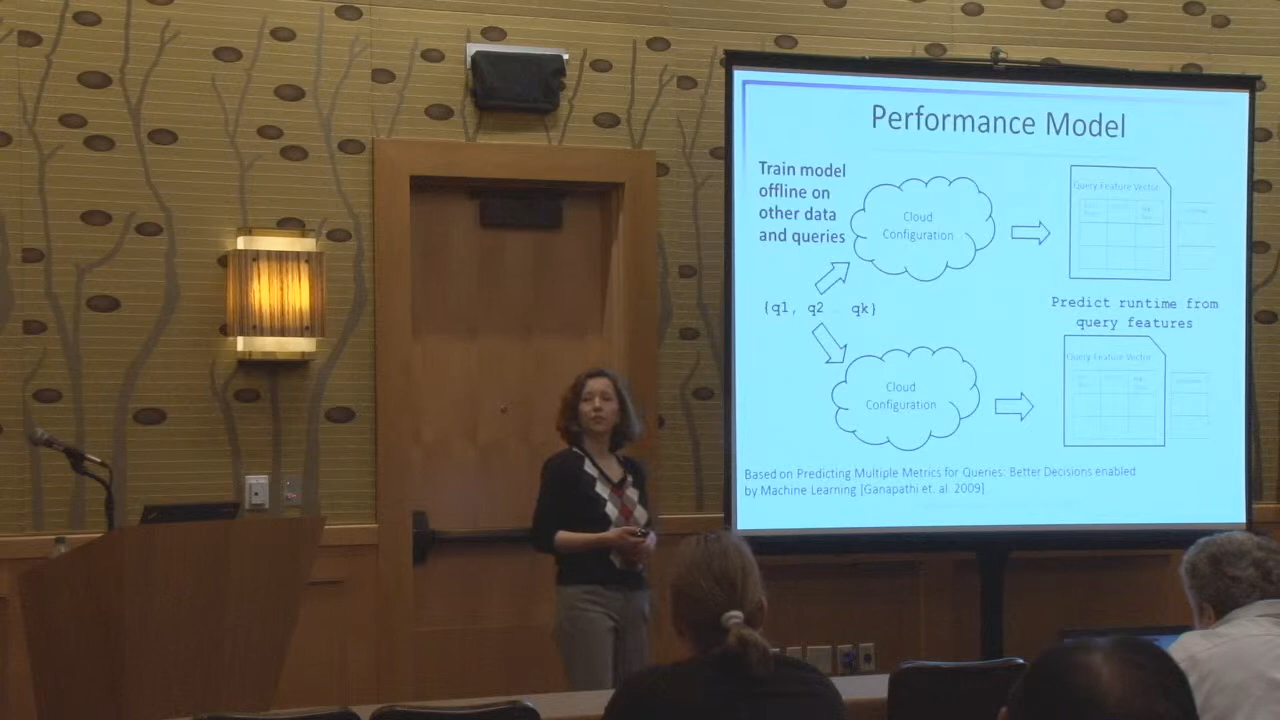 Performance Model
Train model
offline on
other data
and queries
Cloud
Configuration
Query Feature Vector
{q1, q2 qk}
Predict runtime from
query features
Cloud
Configuration
Query Feature Vector
Based on Predicting Multiple Metrics for Queries: Better Decisions enabled
by Machine Learning [Ganapathi et. al. 2009]